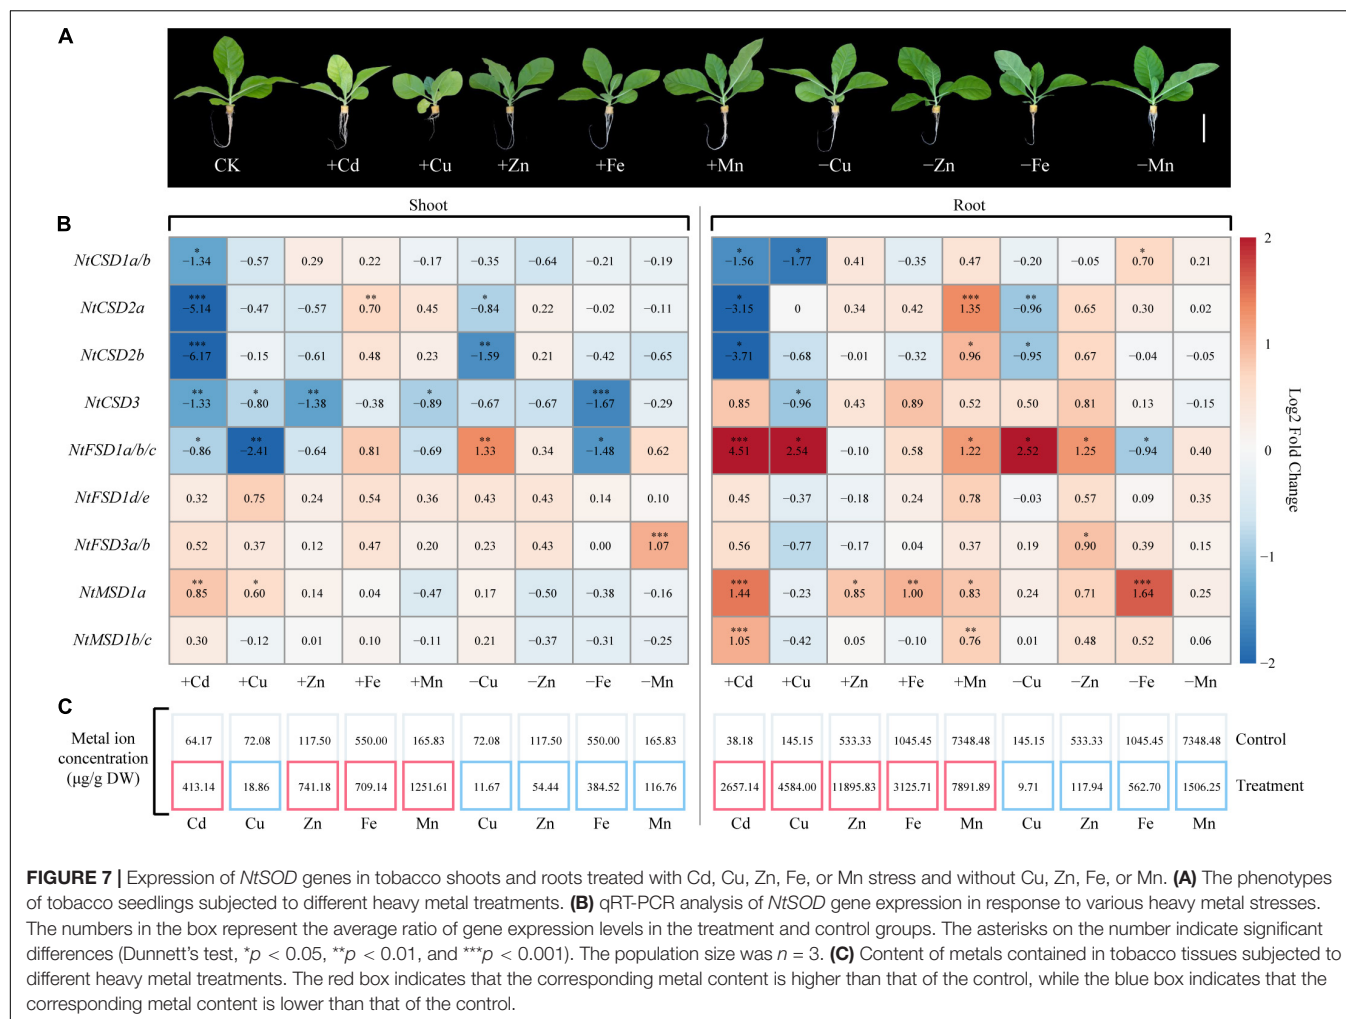 A
CK +Cd +Cu +Zn +Fe +Mn −Cu −Zn −Fe −Mn
Shoot Root
B
NtCSD1a/b * −1.34 −0.57 0.29 0.22 −0.17 −0.35 −0.64 −0.21 −0.19 * −1.56 * −1.77 0.41 −0.35 0.47 −0.20 −0.05 * 0.70 0.21
NtCSD2a *** −5.14 −0.47 −0.57 ** 0.70 0.45 * −0.84 0.22 −0.02 −0.11 * −3.15 0 0.34 0.42 *** 1.35 ** −0.96 0.65 0.30 0.02
NtCSD2b *** −6.17 −0.15 −0.61 0.48 0.23 ** −1.59 0.21 −0.42 −0.65 * −3.71 −0.68 −0.01 −0.32 * 0.96 * −0.95 0.67 −0.04 −0.05
NtCSD3 ** −1.33 * −0.80 ** −1.38 −0.38 * −0.89 −0.67 −0.67 *** −1.67 −0.29 0.85 * −0.96 0.43 0.89 0.52 0.50 0.81 0.13 −0.15
NtFSD1a/b/c * −0.86 ** −2.41 −0.64 0.81 −0.69 ** 1.33 0.34 * −1.48 0.62 *** 4.51 * 2.54 −0.10 0.58 * 1.22 * 2.52 * 1.25 * −0.94 0.40
NtFSD1d/e 0.32 0.75 0.24 0.54 0.36 0.43 0.43 0.14 0.10 0.45 −0.37 −0.18 0.24 0.78 −0.03 0.57 0.09 0.35
NtFSD3a/b 0.52 0.37 0.12 0.47 0.20 0.23 0.43 0.00 *** 1.07 0.56 −0.77 −0.17 0.04 0.37 0.19 * 0.90 0.39 0.15
NtMSD1a ** 0.85 * 0.60 0.14 0.04 −0.47 0.17 −0.50 −0.38 −0.16 *** 1.44 −0.23 * 0.85 ** 1.00 * 0.83 0.24 0.71 *** 1.64 0.25
NtMSD1b/c 0.30 −0.12 0.01 0.10 −0.11 0.21 −0.37 −0.31 −0.25 *** 1.05 −0.42 0.05 −0.10 ** 0.76 0.01 0.48 0.52 0.06
+Cd +Cu +Zn +Fe +Mn −Cu −Zn −Fe −Mn +Cd +Cu +Zn +Fe +Mn −Cu −Zn −Fe −Mn
2
1
0
−1
−2
Log2 Fold Change
C
Metal ion
concentration
(μg/g DW)
64.17 72.08 117.50 550.00 165.83 72.08 117.50 550.00 165.83 38.18 145.15 533.33 1045.45 7348.48 145.15 533.33 1045.45 7348.48 Control
413.14 18.86 741.18 709.14 1251.61 11.67 54.44 384.52 116.76 2657.14 4584.00 11895.83 3125.71 7891.89 9.71 117.94 562.70 1506.25 Treatment
Cd Cu Zn Fe Mn Cu Zn Fe Mn Cd Cu Zn Fe Mn Cu Zn Fe Mn
FIGURE 7 | Expression of NtSOD genes in tobacco shoots and roots treated with Cd, Cu, Zn, Fe, or Mn stress and without Cu, Zn, Fe, or Mn. (A) The phenotypes
of tobacco seedlings subjected to different heavy metal treatments. (B) qRT-PCR analysis of NtSOD gene expression in response to various heavy metal stresses.
The numbers in the box represent the average ratio of gene expression levels in the treatment and control groups. The asterisks on the number indicate significant
differences (Dunnett's test, *p < 0.05, **p < 0.01, and ***p < 0.001). The population size was n = 3. (C) Content of metals contained in tobacco tissues subjected to
different heavy metal treatments. The red box indicates that the corresponding metal content is higher than that of the control, while the blue box indicates that the
corresponding metal content is lower than that of the control.